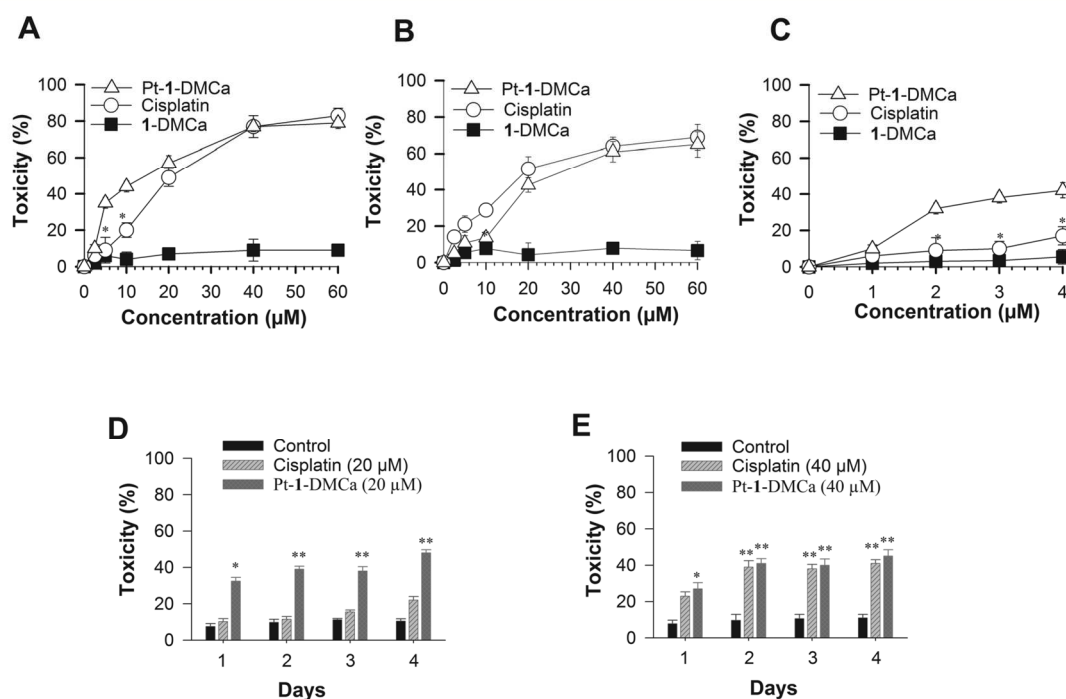 A
Pt-1-DMCa
Cisplatin
1-DMCa
Toxicity (%)
100
80
60
40
20
0
*
*
0 10 20 30 40 50 60
Concentration (µM)
B
Pt-1-DMCa
Cisplatin
1-DMCa
Toxicity (%)
100
80
60
40
20
0
*
0 10 20 30 40 50 60
Concentration (µM)
C
Pt-1-DMCa
Cisplatin
1-DMCa
Toxicity (%)
100
80
60
40
20
0
* * *
0 1 2 3 4
Concentration (µM)
D
Control
Cisplatin (20 µM)
Pt-1-DMCa (20 µM)
Toxicity (%)
100
80
60
40
20
0
* ** ** **
1 2 3 4
Days
E
Control
Cisplatin (40 µM)
Pt-1-DMCa (40 µM)
Toxicity (%)
100
80
60
40
20
0
* ** ** ** ** ** **
1 2 3 4
Days